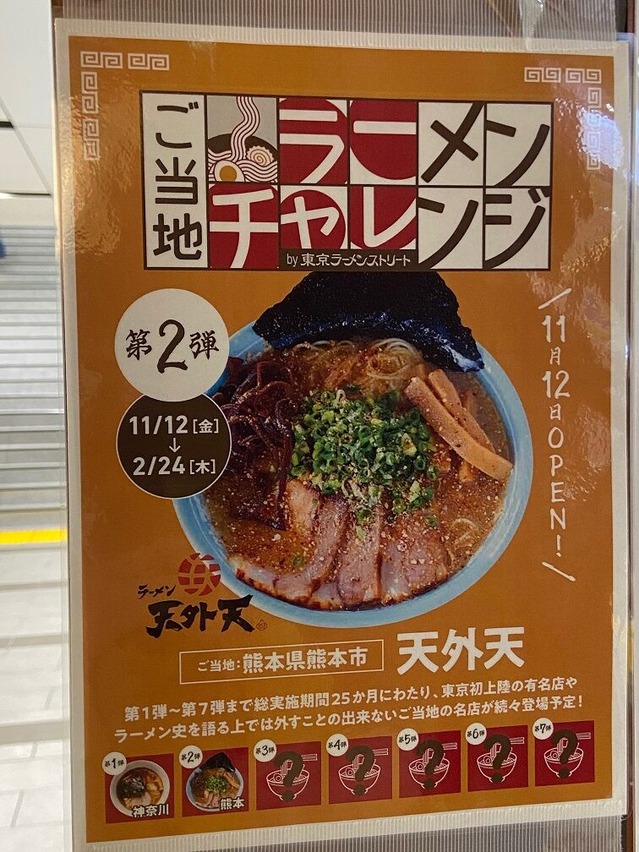 ご当地
ラーメン
チャレンジ
by 東京ラーメンストリート
第2弾
11/12[金]
↓
2/24[木]
11月12日OPEN!
ラーメン
天外天
ご当地:熊本県熊本市
天外天
第1弾〜第7弾まで総実施期間25か月にわたり、東京初上陸の有名店や
ラーメン史を語る上では外すことの出来ないご当地の名店が続々登場予定!
第1弾
神奈川
第2弾
熊本
第3弾
?
第4弾
?
第5弾
?
第6弾
?
第7弾
?